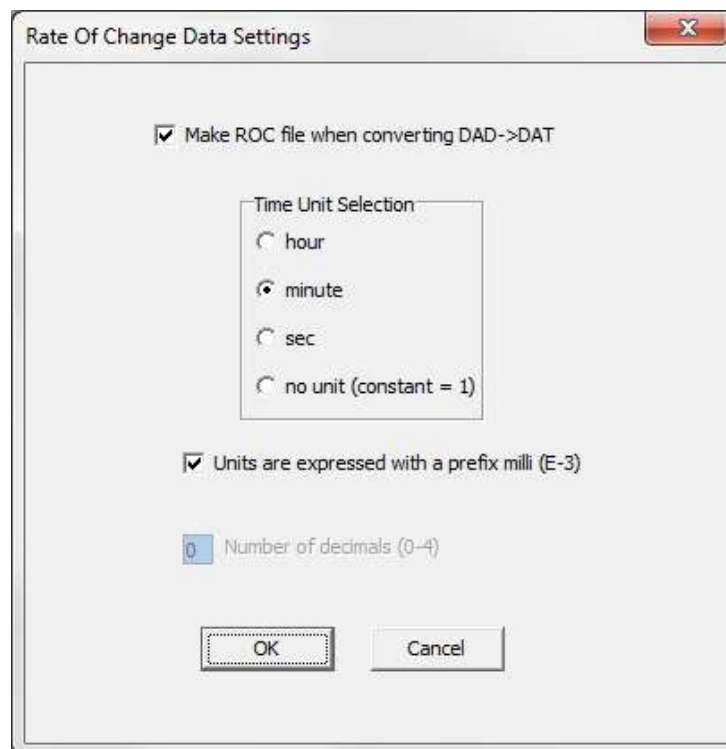 Rate Of Change Data Settings
Make ROC file when converting DAD->DAT
Time Unit Selection
hour
minute
sec
no unit (constant = 1)
Units are expressed with a prefix milli (E-3)
0 Number of decimals (0-4)
OK Cancel